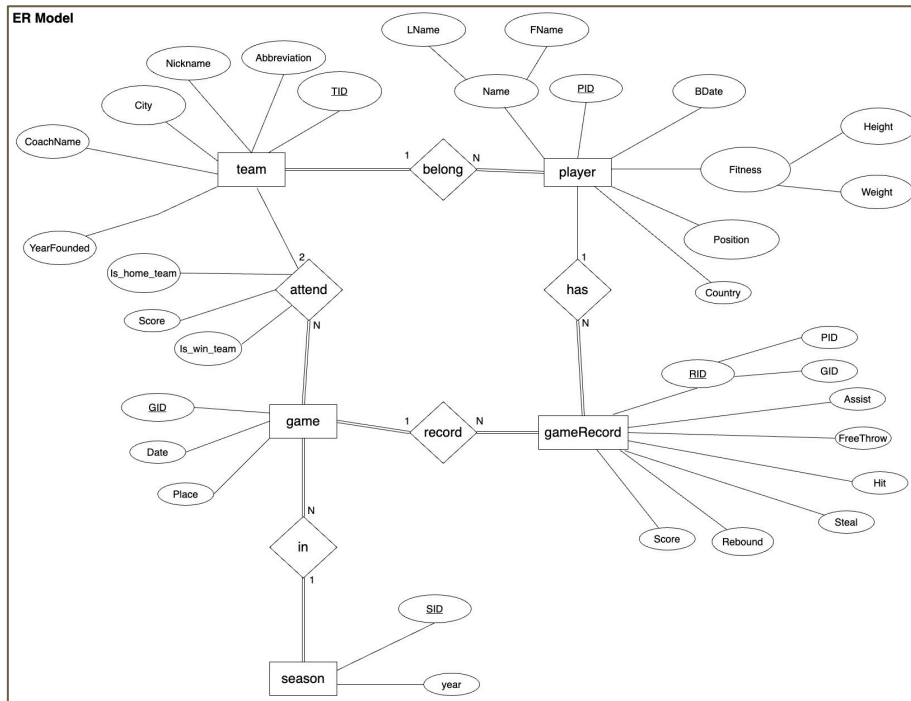 ER Model
LName
FName
Nickname
Abbreviation
TID
Name
PID
BDate
City
Height
CoachName
Fitness
team
1
belong
N
player
Weight
YearFounded
Position
Is_home_team
2
attend
1
has
Country
Score
Is_win_team
N
N
PID
RID
GID
GID
Assist
game
1
record
N
gameRecord
FreeThrow
Date
Hit
Place
Steal
N
Score
Rebound
in
1
SID
season
year